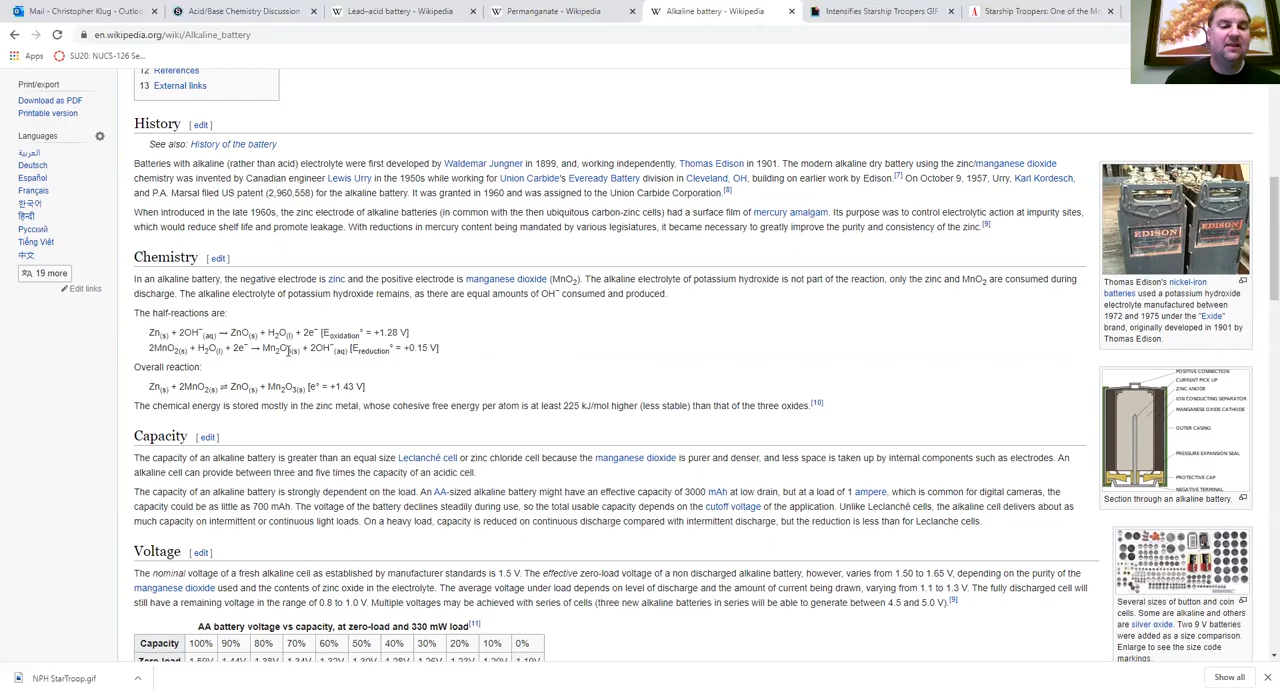 Mail - Christopher Klug - Outloo
Acid/Base Chemistry Discussion
Lead–acid battery - Wikipedia
Permanganate - Wikipedia
Alkaline battery - Wikipedia
Intensifies Starship Troopers GIF
Starship Troopers: One of the Mo
en.wikipedia.org/wiki/Alkaline_battery
Apps
SU20: NUCS-126 Se...
Print/export
Download as PDF
Printable version
Languages
العربية
Deutsch
Español
Français
한국어
हिन्दी
Русский
Tiếng Việt
中文
19 more
Edit links
12 References
13 External links
History [ edit ]
See also: History of the battery
Batteries with alkaline (rather than acid) electrolyte were first developed by Waldemar Jungner in 1899, and, working independently, Thomas Edison in 1901. The modern alkaline dry battery using the zinc/manganese dioxide
chemistry was invented by Canadian engineer Lewis Urry in the 1950s while working for Union Carbide's Eveready Battery division in Cleveland, OH, building on earlier work by Edison.[7] On October 9, 1957, Urry, Karl Kordesch,
and P.A. Marsal filed US patent (2,960,558) for the alkaline battery. It was granted in 1960 and was assigned to the Union Carbide Corporation.[8]
When introduced in the late 1960s, the zinc electrode of alkaline batteries (in common with the then ubiquitous carbon-zinc cells) had a surface film of mercury amalgam. Its purpose was to control electrolytic action at impurity sites,
which would reduce shelf life and promote leakage. With reductions in mercury content being mandated by various legislatures, it became necessary to greatly improve the purity and consistency of the zinc.[9]
Chemistry [ edit ]
In an alkaline battery, the negative electrode is zinc and the positive electrode is manganese dioxide (MnO2). The alkaline electrolyte of potassium hydroxide is not part of the reaction, only the zinc and MnO2 are consumed during
discharge. The alkaline electrolyte of potassium hydroxide remains, as there are equal amounts of OH− consumed and produced.
The half-reactions are:
Zn(s) + 2OH−(aq) → ZnO(s) + H2O(l) + 2e− [Eoxidation° = +1.28 V]
2MnO2(s) + H2O(l) + 2e− → Mn2O3(s) + 2OH−(aq) [Ereduction° = +0.15 V]
Overall reaction:
Zn(s) + 2MnO2(s) ⇌ ZnO(s) + Mn2O3(s) [e° = +1.43 V]
The chemical energy is stored mostly in the zinc metal, whose cohesive free energy per atom is at least 225 kJ/mol higher (less stable) than that of the three oxides.[10]
Capacity [ edit ]
The capacity of an alkaline battery is greater than an equal size Leclanché cell or zinc chloride cell because the manganese dioxide is purer and denser, and less space is taken up by internal components such as electrodes. An
alkaline cell can provide between three and five times the capacity of an acidic cell.
The capacity of an alkaline battery is strongly dependent on the load. An AA-sized alkaline battery might have an effective capacity of 3000 mAh at low drain, but at a load of 1 ampere, which is common for digital cameras, the
capacity could be as little as 700 mAh. The voltage of the battery declines steadily during use, so the total usable capacity depends on the cutoff voltage of the application. Unlike Leclanché cells, the alkaline cell delivers about as
much capacity on intermittent or continuous light loads. On a heavy load, capacity is reduced on continuous discharge compared with intermittent discharge, but the reduction is less than for Leclanche cells.
Voltage [ edit ]
The nominal voltage of a fresh alkaline cell as established by manufacturer standards is 1.5 V. The effective zero-load voltage of a non discharged alkaline battery, however, varies from 1.50 to 1.65 V, depending on the purity of the
manganese dioxide used and the contents of zinc oxide in the electrolyte. The average voltage under load depends on level of discharge and the amount of current being drawn, varying from 1.1 to 1.3 V. The fully discharged cell will
still have a remaining voltage in the range of 0.8 to 1.0 V. Multiple voltages may be achieved with series of cells (three new alkaline batteries in series will be able to generate between 4.5 and 5.0 V).[9]
AA battery voltage vs capacity, at zero-load and 330 mW load[11]
Capacity 100% 90% 80% 70% 60% 50% 40% 30% 20% 10% 0%
EDISON
EDISON
Thomas Edison's nickel-iron
batteries used a potassium hydroxide
electrolyte manufactured between
1972 and 1975 under the "Exide"
brand, originally developed in 1901 by
Thomas Edison.
POSITIVE CONNECTION
CURRENT PICK UP
ZINC ANODE
ION CONDUCTING SEPARATOR
MANGANESE OXIDE CATHODE
OUTER CASING
PRESSURE EXPANSION SEAL
PROTECTIVE CAP
NEGATIVE TERMINAL
Section through an alkaline battery.
Several sizes of button and coin
cells. Some are alkaline and others
are silver oxide. Two 9 V batteries
were added as a size comparison.
Enlarge to see the size code
markings.
NPH StarTroop.gif
Show all